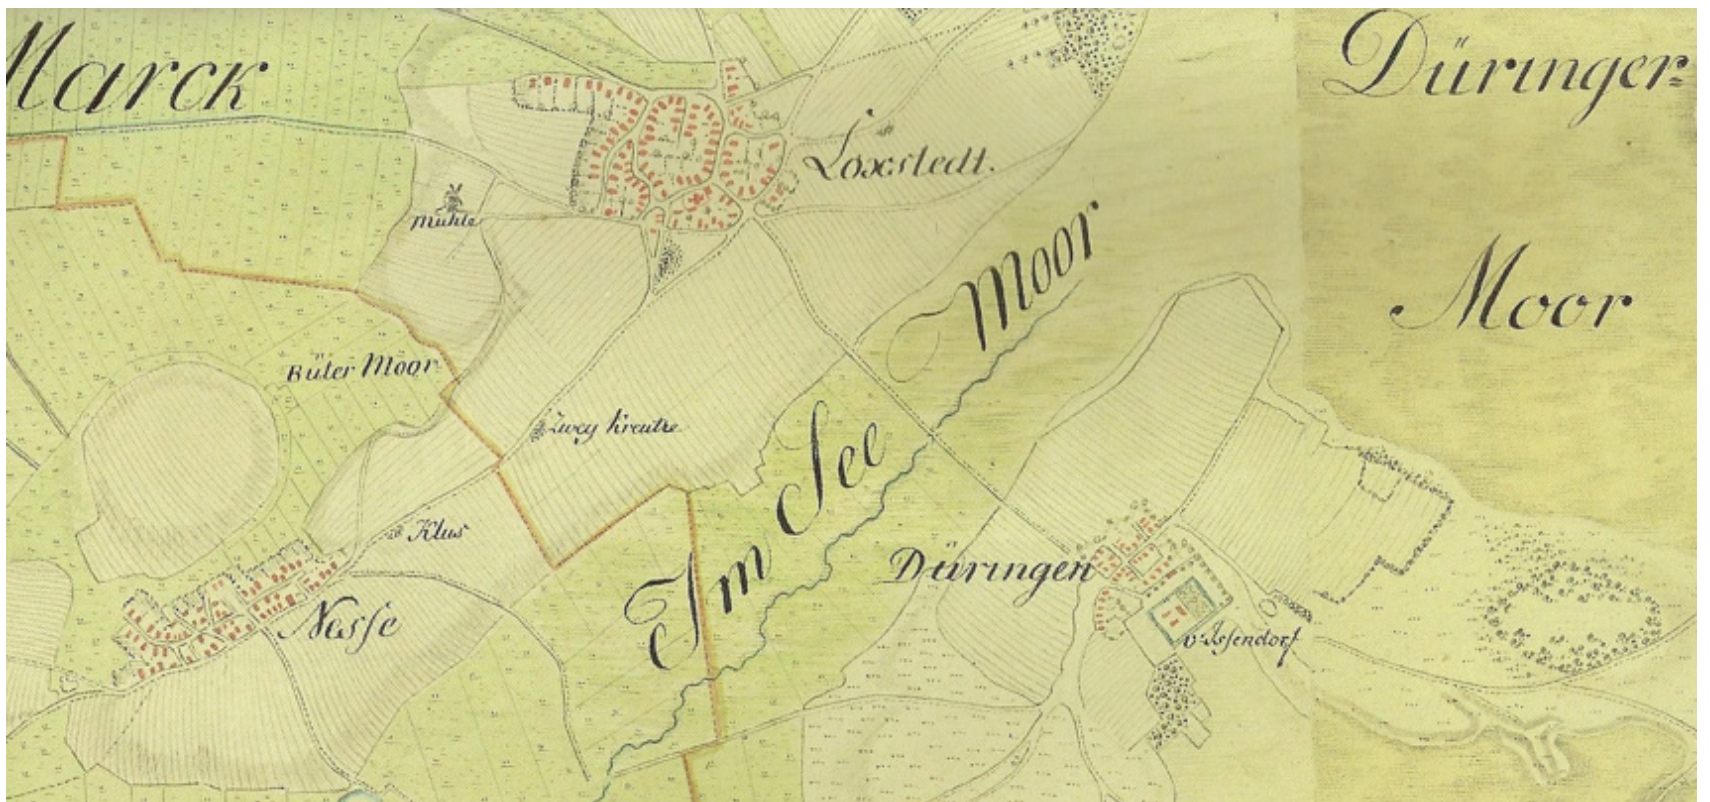 Marck
Düringer=
Loxstedt.
Mühle
Moor
Moor
Büter Moor
Zwey Kreutze
Im See
Klus
Düringen
Nesse
v: Issendorf